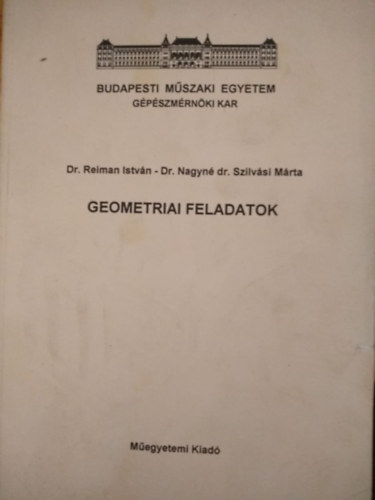 BUDAPESTI MŰSZAKI EGYETEM
GÉPÉSZMÉRNÖKI KAR
Dr. Reiman István - Dr. Nagyné dr. Szilvási Márta
GEOMETRIAI FELADATOK
Műegyetemi Kiadó